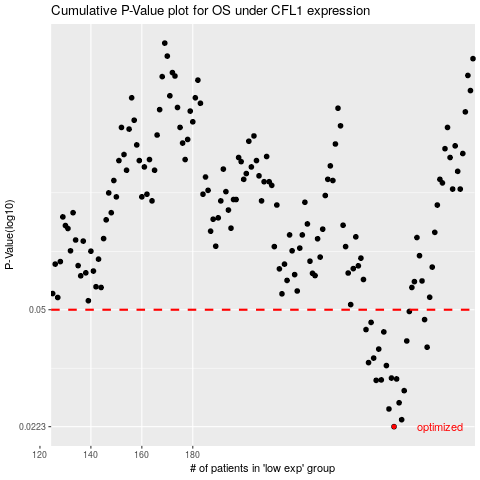 Cumulative P-Value plot for OS under CFL1 expression
P-Value(log10)
0.05
0.0223
optimized
120 140 160 180
# of patients in 'low exp' group